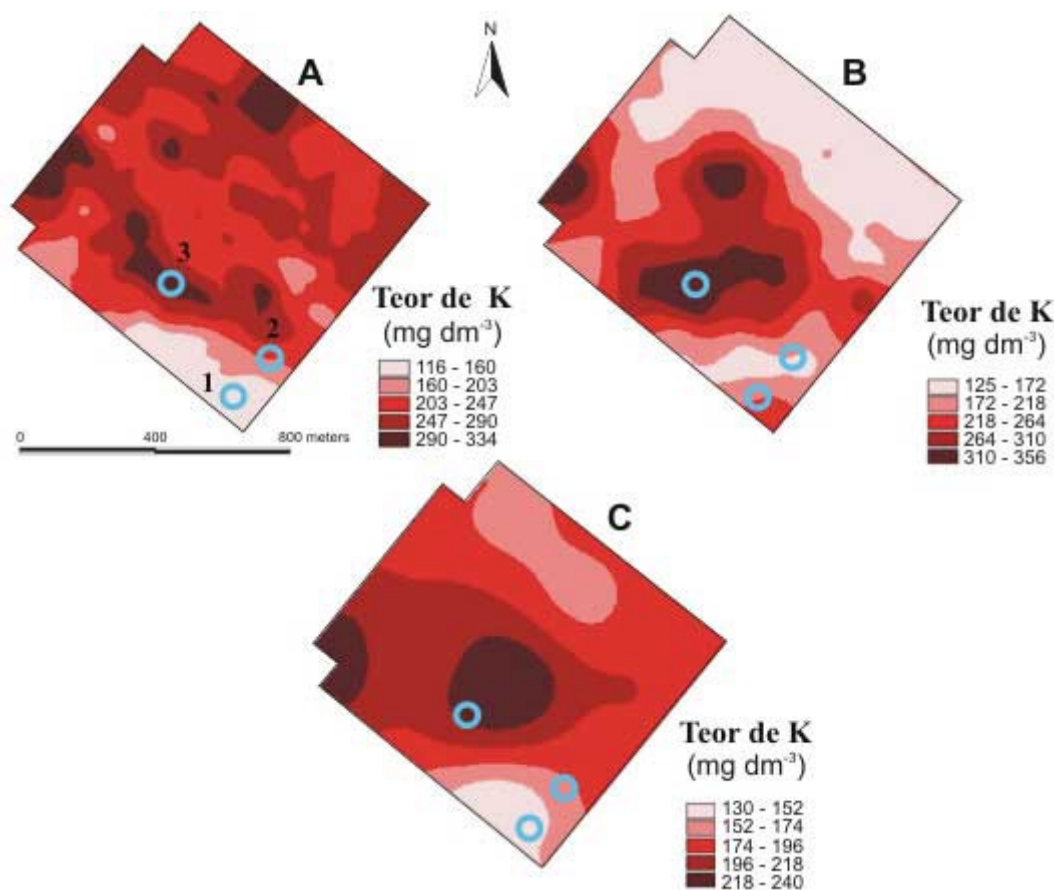 N
A
B
3
2
1
Teor de K
(mg dm-3)
116 - 160
160 - 203
203 - 247
247 - 290
290 - 334
0 400 800 meters
Teor de K
(mg dm-3)
125 - 172
172 - 218
218 - 264
264 - 310
310 - 356
C
Teor de K
(mg dm-3)
130 - 152
152 - 174
174 - 196
196 - 218
218 - 240